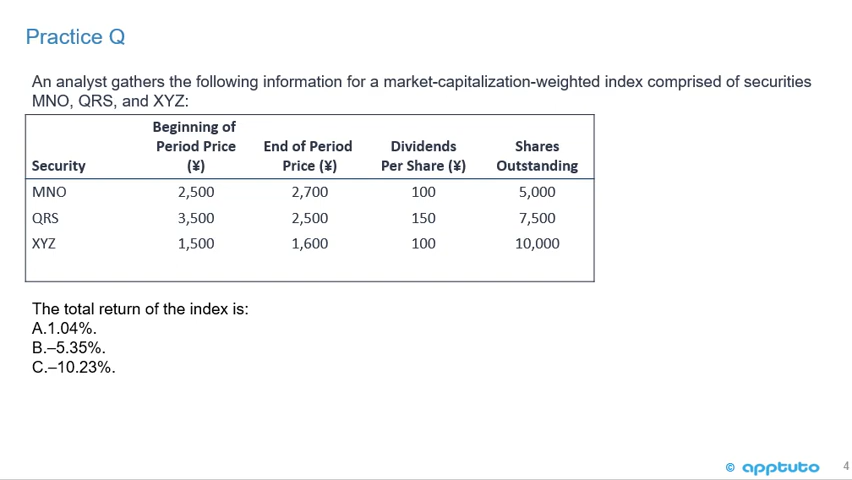 Practice Q
An analyst gathers the following information for a market-capitalization-weighted index comprised of securities
MNO, QRS, and XYZ:
Security Beginning of Period Price (¥) End of Period Price (¥) Dividends Per Share (¥) Shares Outstanding
MNO 2,500 2,700 100 5,000
QRS 3,500 2,500 150 7,500
XYZ 1,500 1,600 100 10,000
The total return of the index is:
A.1.04%.
B.–5.35%.
C.–10.23%.
© apptuto 4